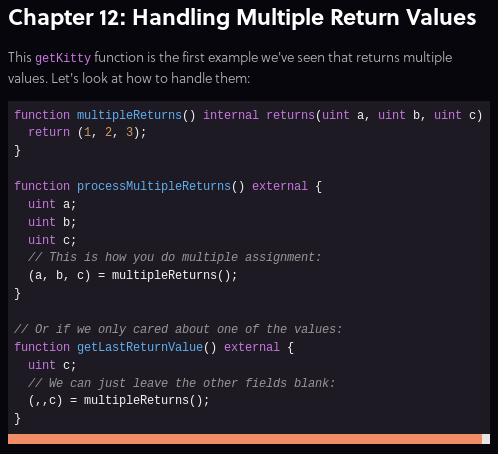 Chapter 12: Handling Multiple Return Values
This getKitty function is the first example we've seen that returns multiple
values. Let's look at how to handle them:
function multipleReturns() internal returns(uint a, uint b, uint c)
  return (1, 2, 3);
}

function processMultipleReturns() external {
  uint a;
  uint b;
  uint c;
  // This is how you do multiple assignment:
  (a, b, c) = multipleReturns();
}

// Or if we only cared about one of the values:
function getLastReturnValue() external {
  uint c;
  // We can just leave the other fields blank:
  (,,c) = multipleReturns();
}